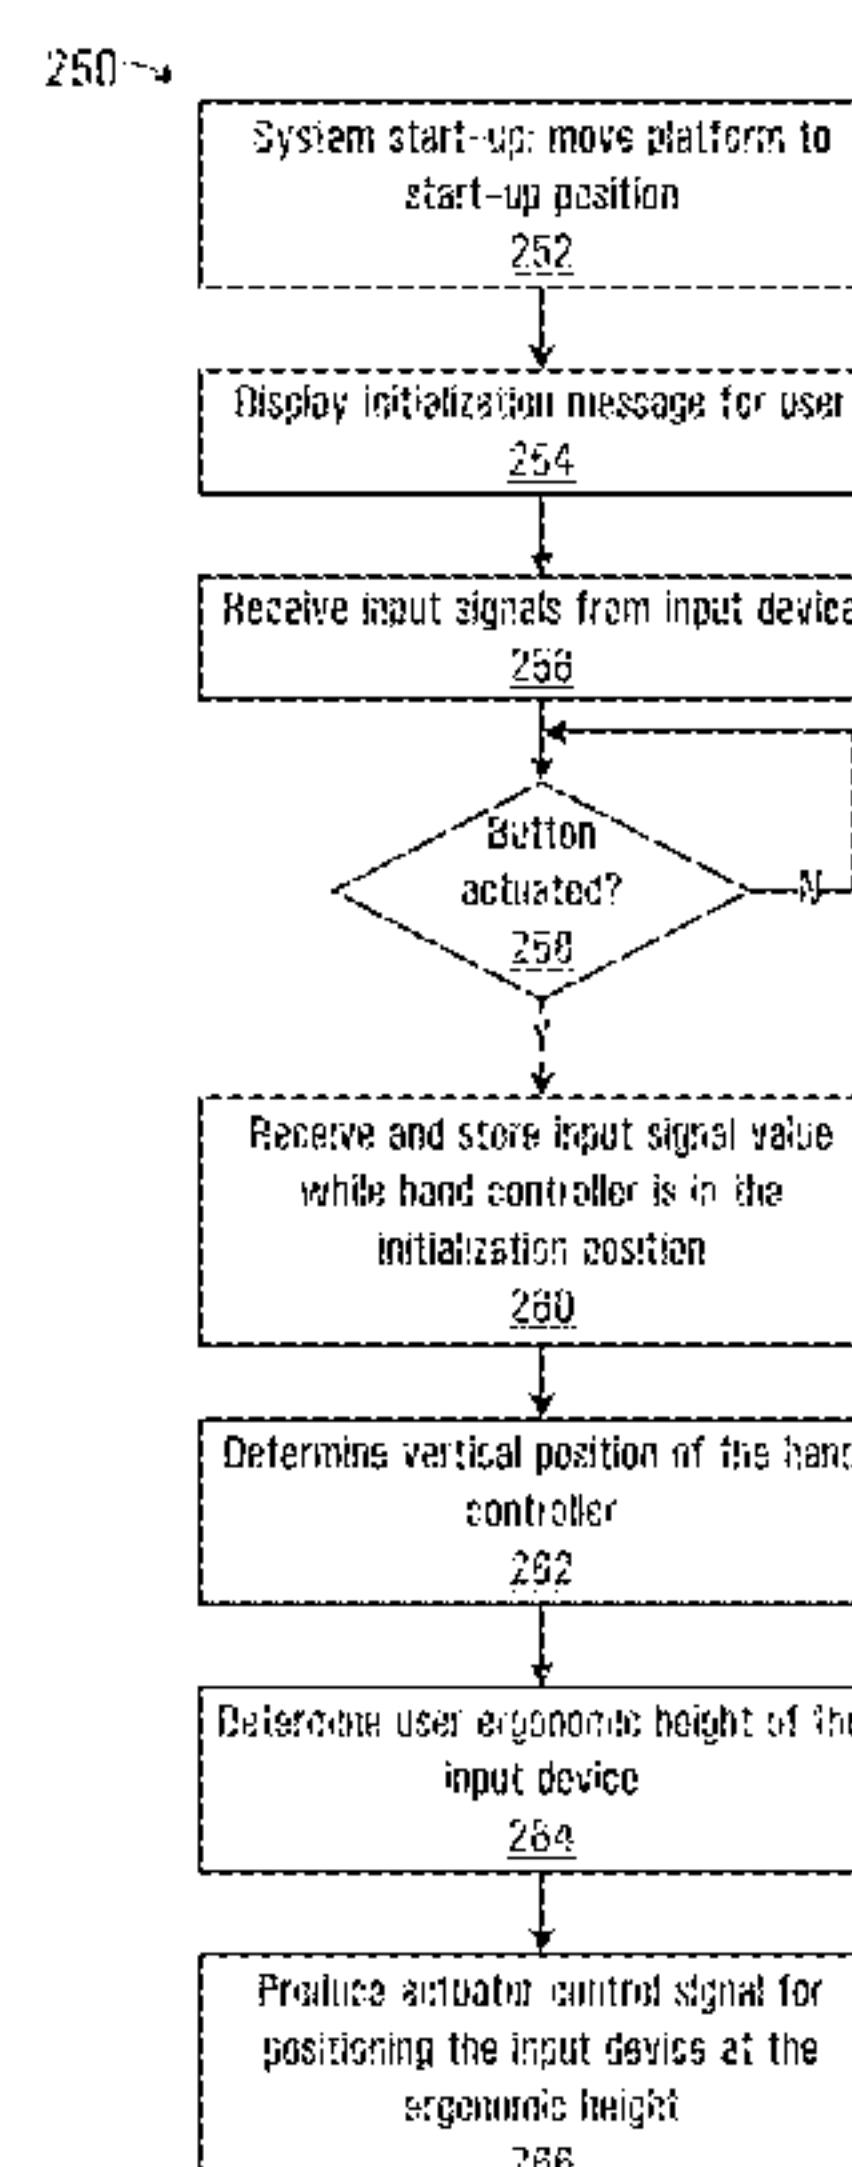 250
System start-up: move platform to
start-up position
252
Display initialization message for user
254
Receive input signals from input device
256
Button
actuated?
258
N
Y
Receive and store input signal value
while hand controller is in the
initialization position
260
Determine vertical position of the hand
controller
262
Determine user ergonomic height of the
input device
264
Produce actuator control signal for
positioning the input device at the
ergonomic height
266